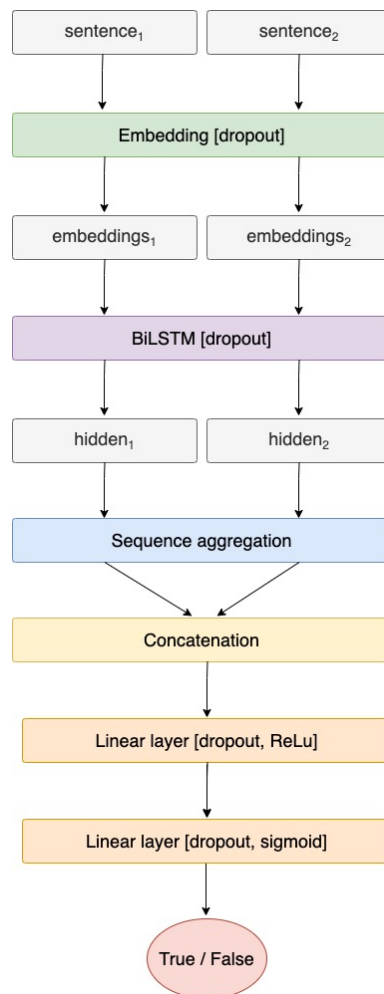 sentence₁
sentence₂
Embedding [dropout]
embeddings₁
embeddings₂
BiLSTM [dropout]
hidden₁
hidden₂
Sequence aggregation
Concatenation
Linear layer [dropout, ReLu]
Linear layer [dropout, sigmoid]
True / False